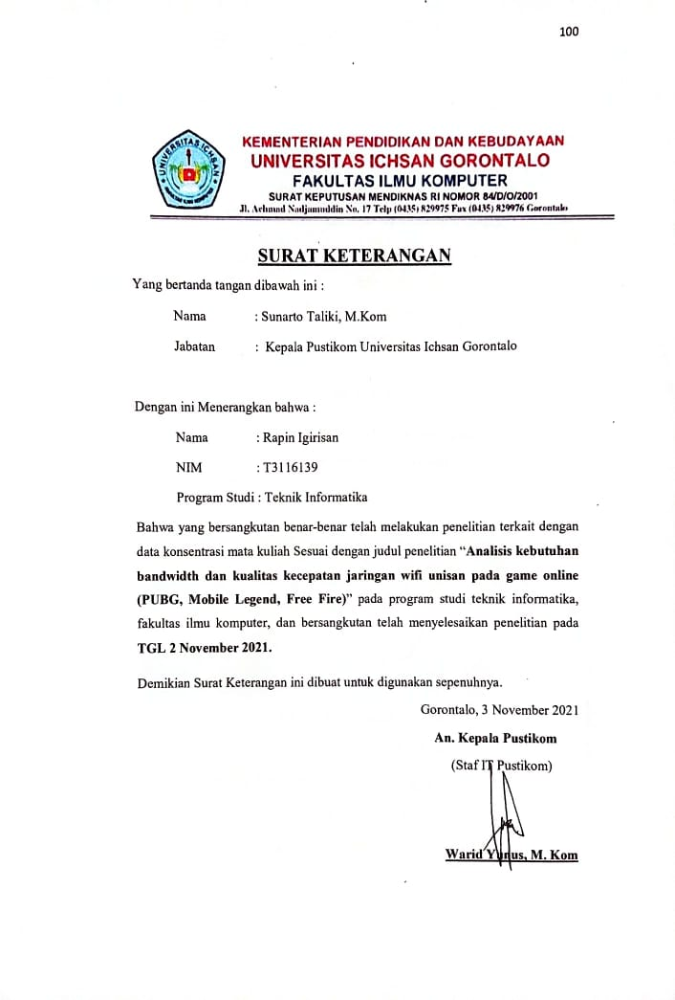 100
UNIVERSITAS ICHSAN
KEMENTERIAN PENDIDIKAN DAN KEBUDAYAAN
UNIVERSITAS ICHSAN GORONTALO
FAKULTAS ILMU KOMPUTER
SURAT KEPUTUSAN MENDIKNAS RI NOMOR 84/D/O/2001
Jl. Achmad Nadjamuddin No. 17 Telp (0435) 829975 Fax (0435) 829976 Gorontalo
SURAT KETERANGAN
Yang bertanda tangan dibawah ini :
Nama : Sunarto Taliki, M.Kom
Jabatan : Kepala Pustikom Universitas Ichsan Gorontalo
Dengan ini Menerangkan bahwa :
Nama : Rapin Igirisan
NIM : T3116139
Program Studi : Teknik Informatika
Bahwa yang bersangkutan benar-benar telah melakukan penelitian terkait dengan
data konsentrasi mata kuliah Sesuai dengan judul penelitian “Analisis kebutuhan
bandwidth dan kualitas kecepatan jaringan wifi unisan pada game online
(PUBG, Mobile Legend, Free Fire)” pada program studi teknik informatika,
fakultas ilmu komputer, dan bersangkutan telah menyelesaikan penelitian pada
TGL 2 November 2021.
Demikian Surat Keterangan ini dibuat untuk digunakan sepenuhnya.
Gorontalo, 3 November 2021
An. Kepala Pustikom
(Staf IT Pustikom)
Warid Yunus, M. Kom